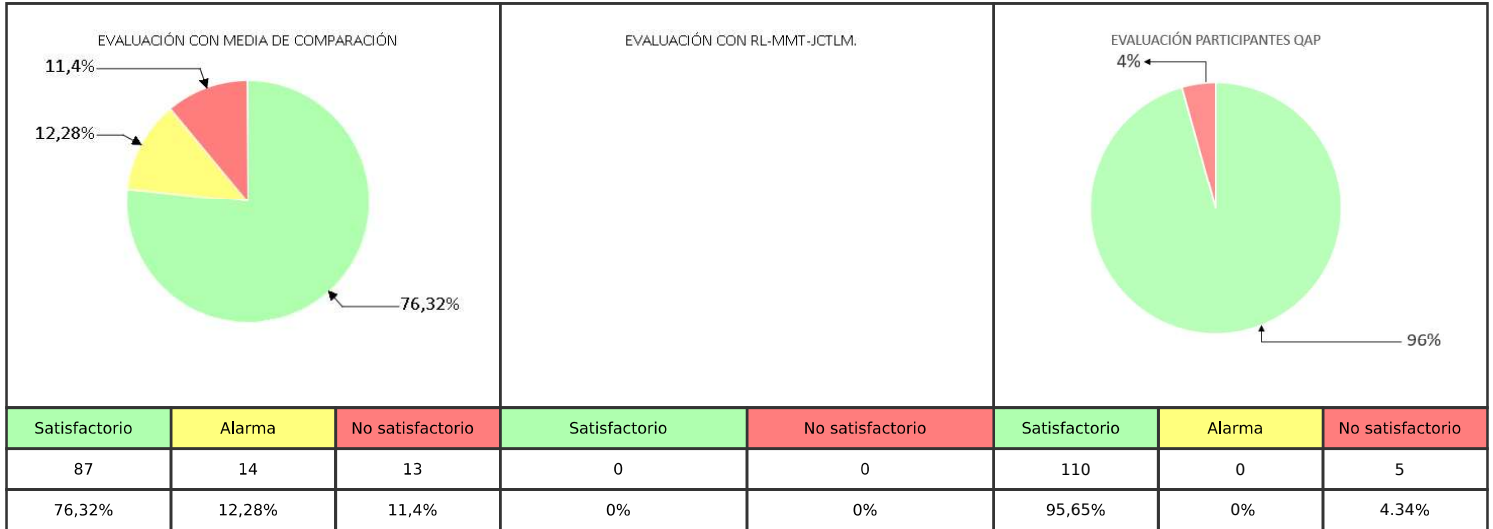 EVALUACIÓN CON MEDIA DE COMPARACIÓN
11,4%
12,28%
76,32%
EVALUACIÓN CON RL-MMT-JCTLM.
EVALUACIÓN PARTICIPANTES QAP
4%
96%
Satisfactorio Alarma No satisfactorio Satisfactorio No satisfactorio Satisfactorio Alarma No satisfactorio
87 14 13 0 0 110 0 5
76,32% 12,28% 11,4% 0% 0% 95,65% 0% 4.34%